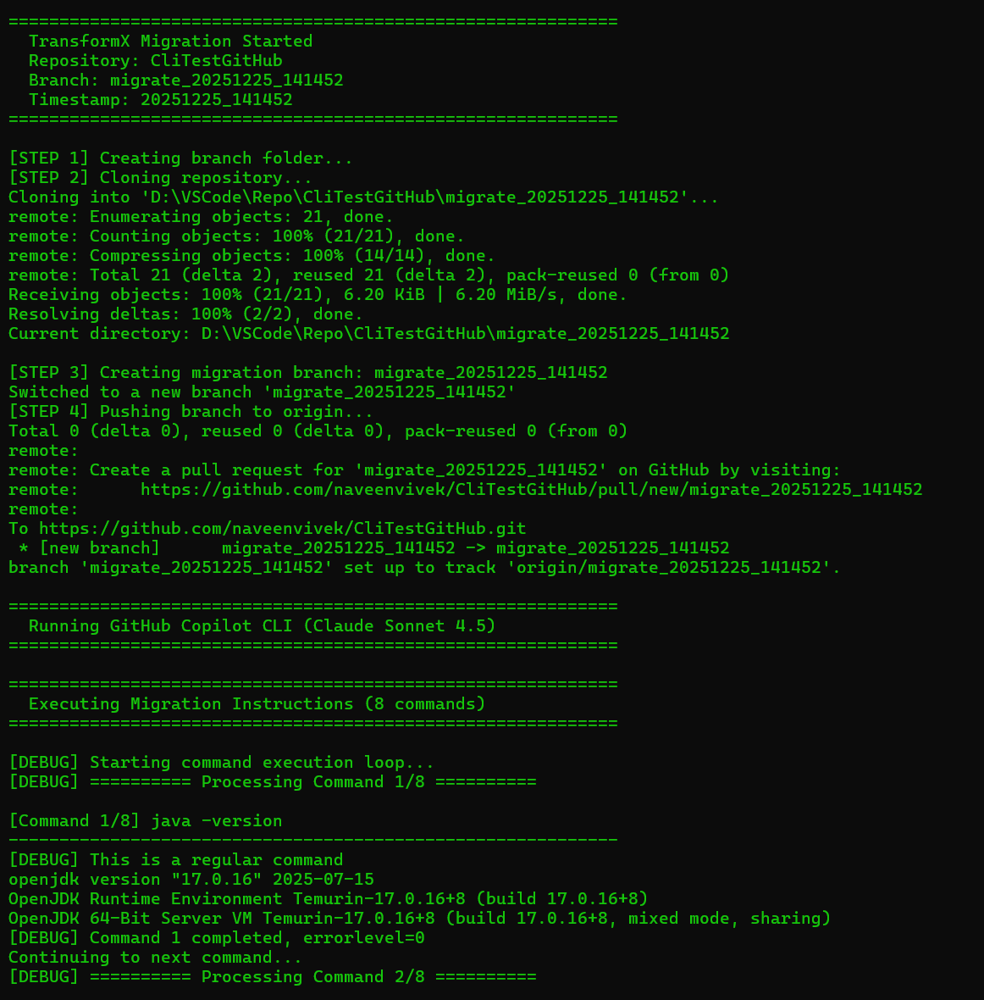 ============================================================
  TransformX Migration Started
  Repository: CliTestGitHub
  Branch: migrate_20251225_141452
  Timestamp: 20251225_141452
============================================================
[STEP 1] Creating branch folder...
[STEP 2] Cloning repository...
Cloning into 'D:\VSCode\Repo\CliTestGitHub\migrate_20251225_141452'...
remote: Enumerating objects: 21, done.
remote: Counting objects: 100% (21/21), done.
remote: Compressing objects: 100% (14/14), done.
remote: Total 21 (delta 2), reused 21 (delta 2), pack-reused 0 (from 0)
Receiving objects: 100% (21/21), 6.20 KiB | 6.20 MiB/s, done.
Resolving deltas: 100% (2/2), done.
Current directory: D:\VSCode\Repo\CliTestGitHub\migrate_20251225_141452
[STEP 3] Creating migration branch: migrate_20251225_141452
Switched to a new branch 'migrate_20251225_141452'
[STEP 4] Pushing branch to origin...
Total 0 (delta 0), reused 0 (delta 0), pack-reused 0 (from 0)
remote:
remote: Create a pull request for 'migrate_20251225_141452' on GitHub by visiting:
remote:      https://github.com/naveenvivek/CliTestGitHub/pull/new/migrate_20251225_141452
remote:
To https://github.com/naveenvivek/CliTestGitHub.git
 * [new branch]      migrate_20251225_141452 -> migrate_20251225_141452
branch 'migrate_20251225_141452' set up to track 'origin/migrate_20251225_141452'.
============================================================
  Running GitHub Copilot CLI (Claude Sonnet 4.5)
============================================================
============================================================
  Executing Migration Instructions (8 commands)
============================================================
[DEBUG] Starting command execution loop...
[DEBUG] ========== Processing Command 1/8 ==========
[Command 1/8] java -version
------------------------------------------------------------
[DEBUG] This is a regular command
openjdk version "17.0.16" 2025-07-15
OpenJDK Runtime Environment Temurin-17.0.16+8 (build 17.0.16+8)
OpenJDK 64-Bit Server VM Temurin-17.0.16+8 (build 17.0.16+8, mixed mode, sharing)
[DEBUG] Command 1 completed, errorlevel=0
Continuing to next command...
[DEBUG] ========== Processing Command 2/8 ==========